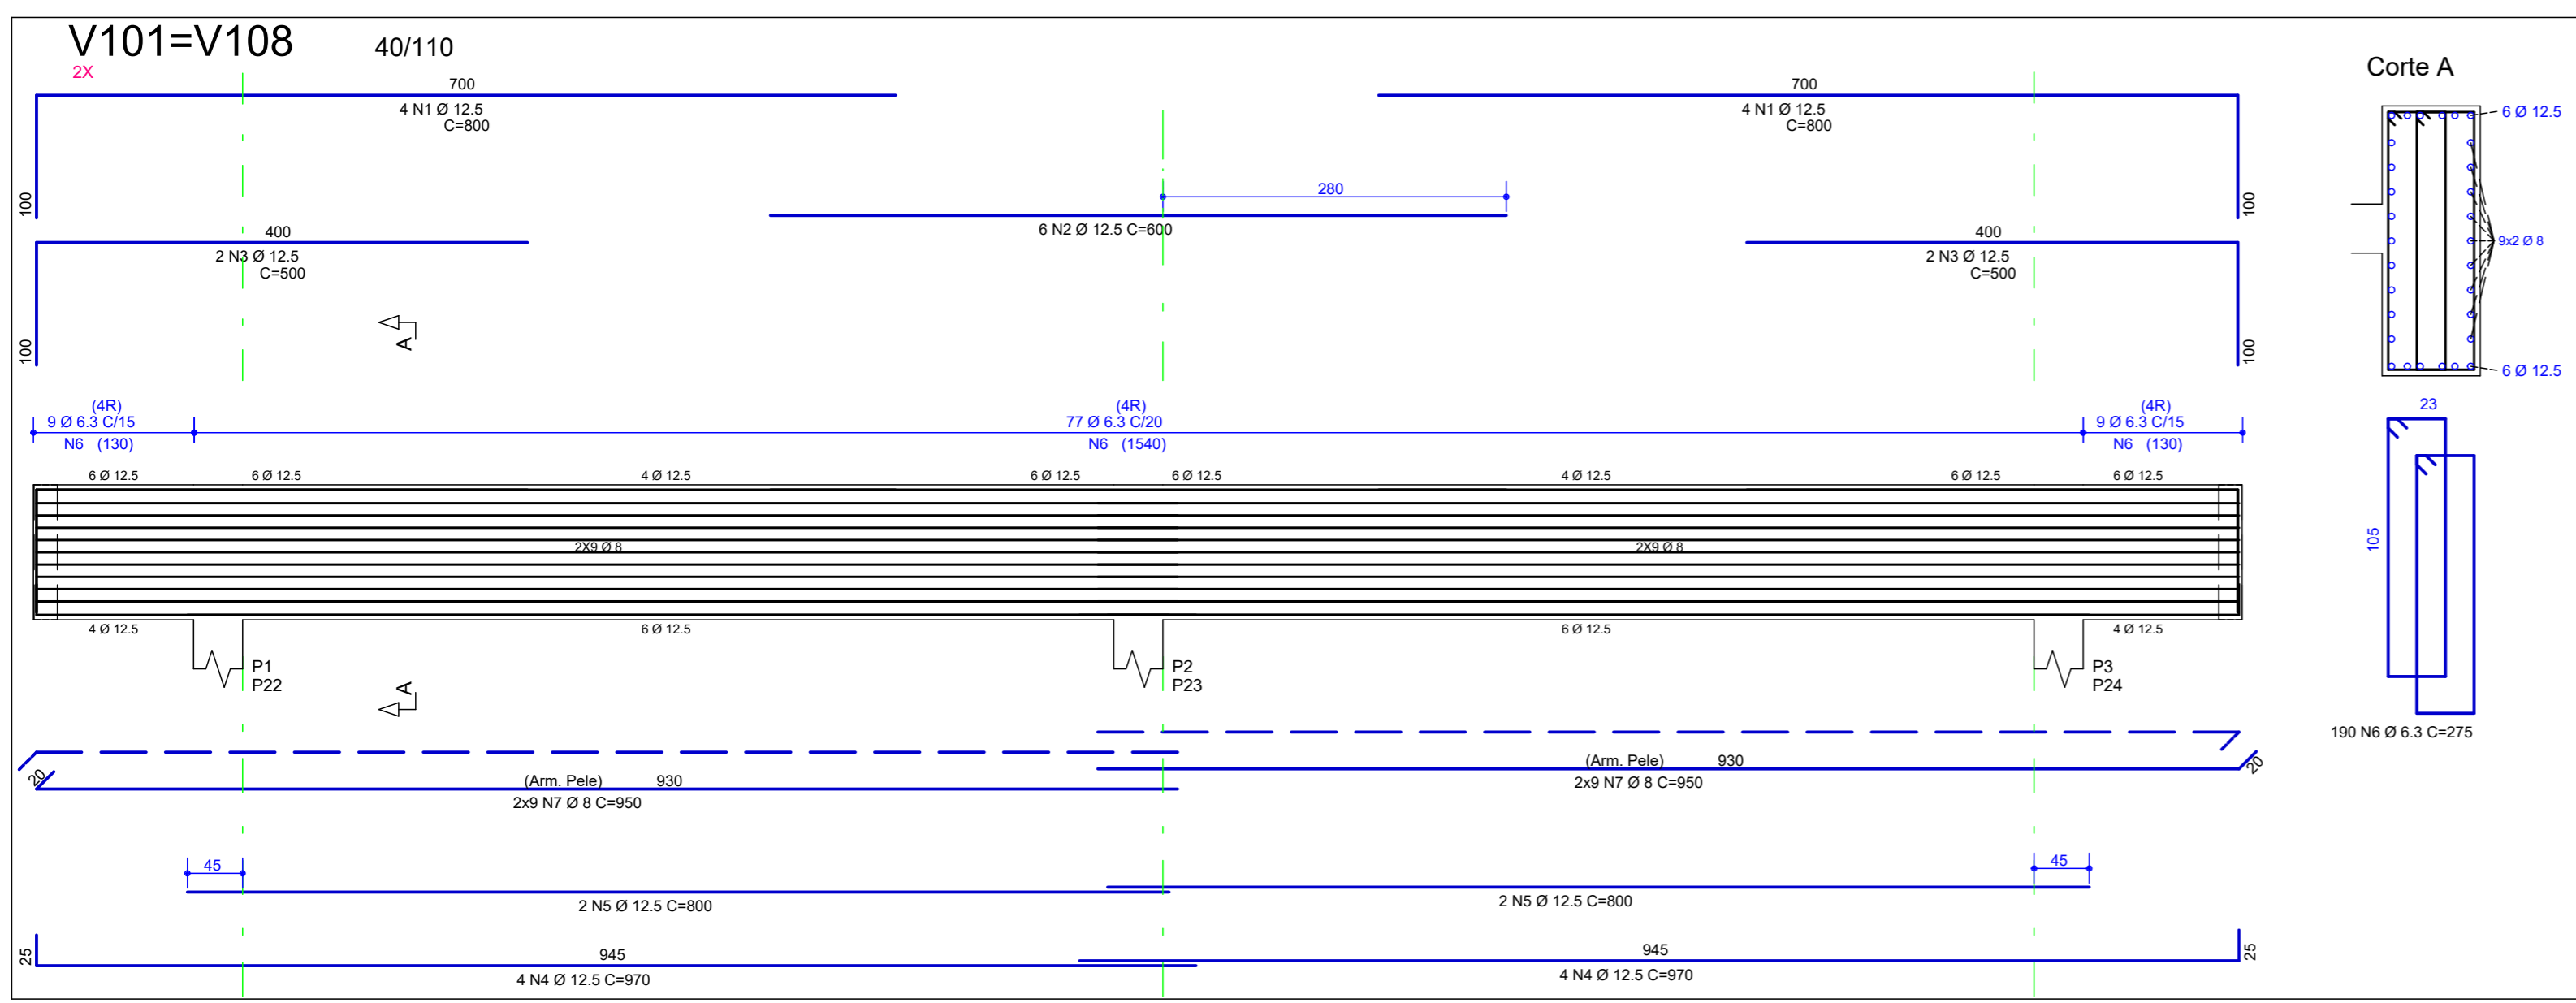 V101=V108 40/110
2X
700
4 N1 Ø 12.5
C=800
100
700
4 N1 Ø 12.5
C=800
100
280
6 N2 Ø 12.5 C=600
400
2 N3 Ø 12.5
C=500
100
400
2 N3 Ø 12.5
C=500
100
A
(4R)
9 Ø 6.3 C/15
N6 (130)
(4R)
77 Ø 6.3 C/20
N6 (1540)
(4R)
9 Ø 6.3 C/15
N6 (130)
6 Ø 12.5 6 Ø 12.5 4 Ø 12.5 6 Ø 12.5 6 Ø 12.5 4 Ø 12.5 6 Ø 12.5 6 Ø 12.5
2X9 Ø 8 2X9 Ø 8
4 Ø 12.5 6 Ø 12.5 6 Ø 12.5 4 Ø 12.5
P1
P22
P2
P23
P3
P24
A
20
(Arm. Pele) 930
2x9 N7 Ø 8 C=950
(Arm. Pele) 930
2x9 N7 Ø 8 C=950
20
45
2 N5 Ø 12.5 C=800
45
2 N5 Ø 12.5 C=800
25
945
4 N4 Ø 12.5 C=970
945
4 N4 Ø 12.5 C=970
25
Corte A
6 Ø 12.5
9x2 Ø 8
6 Ø 12.5
23
105
190 N6 Ø 6.3 C=275